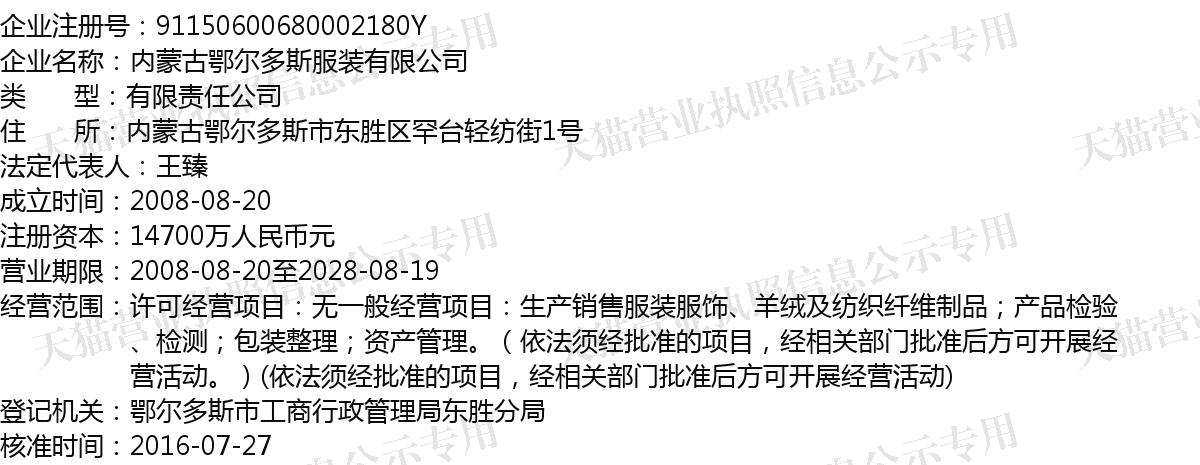 企业注册号：91150600680002180Y
企业名称：内蒙古鄂尔多斯服装有限公司
类 型：有限责任公司
住 所：内蒙古鄂尔多斯市东胜区罕台轻纺街1号
法定代表人：王臻
成立时间：2008-08-20
注册资本：14700万人民币元
营业期限：2008-08-20至2028-08-19
经营范围：许可经营项目：无一般经营项目：生产销售服装服饰、羊绒及纺织纤维制品；产品检验
、检测；包装整理；资产管理。（依法须经批准的项目，经相关部门批准后方可开展经
营活动。）(依法须经批准的项目，经相关部门批准后方可开展经营活动)
登记机关：鄂尔多斯市工商行政管理局东胜分局
核准时间：2016-07-27
天猫营业执照信息公示专用
天猫营业执照信息公示专用
天猫营业
天猫营业执照信息公示专用
天猫营业执照信息公示专用
天猫营业